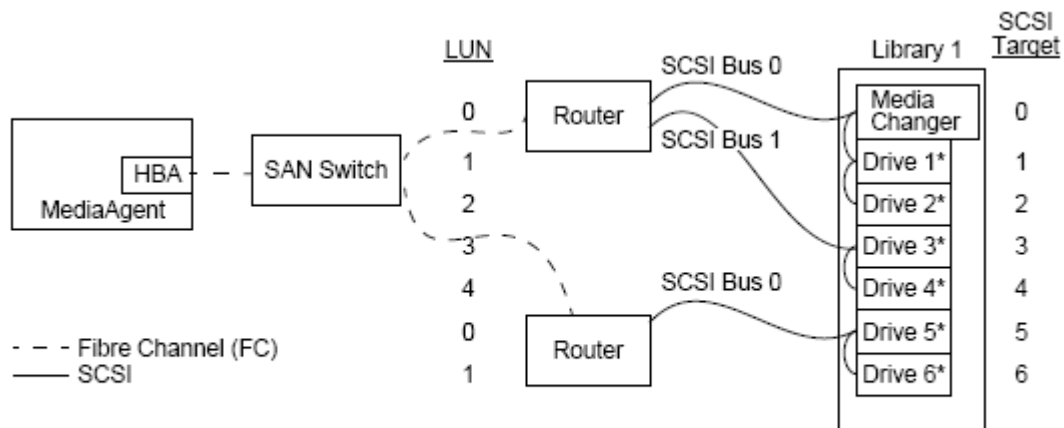 LUN
0
1
2
3
4
0
1
HBA
MediaAgent
SAN Switch
Router
Router
SCSI Bus 0
SCSI Bus 1
SCSI Bus 0
Library 1
Media
Changer
Drive 1*
Drive 2*
Drive 3*
Drive 4*
Drive 5*
Drive 6*
SCSI
Target
0
1
2
3
4
5
6
Fibre Channel (FC)
SCSI